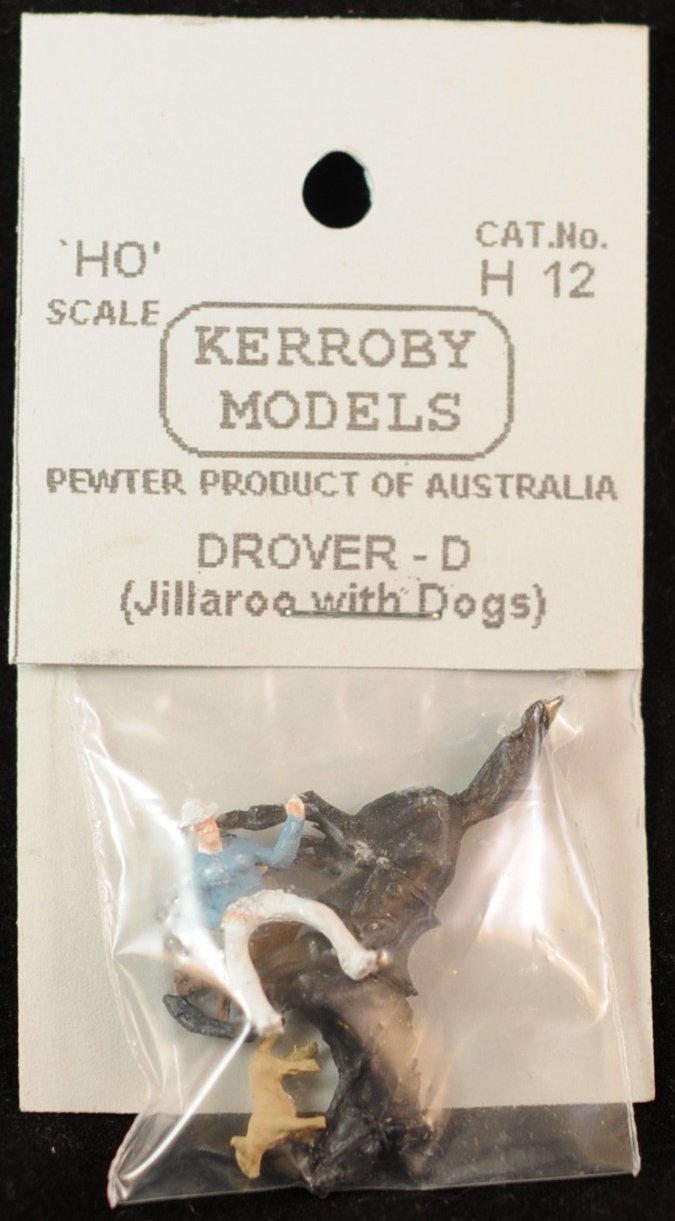 `HO'
SCALE
CAT.No.
H 12
KERROBY
MODELS
PEWTER PRODUCT OF AUSTRALIA
DROVER - D
(Jillaroo with Dogs)